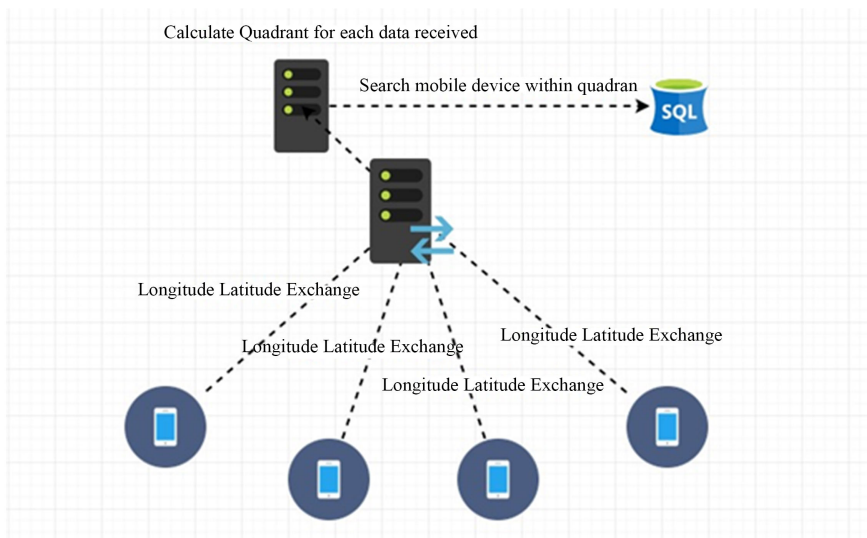 Calculate Quadrant for each data received
Search mobile device within quadran
SQL
Longitude Latitude Exchange
Longitude Latitude Exchange
Longitude Latitude Exchange
Longitude Latitude Exchange